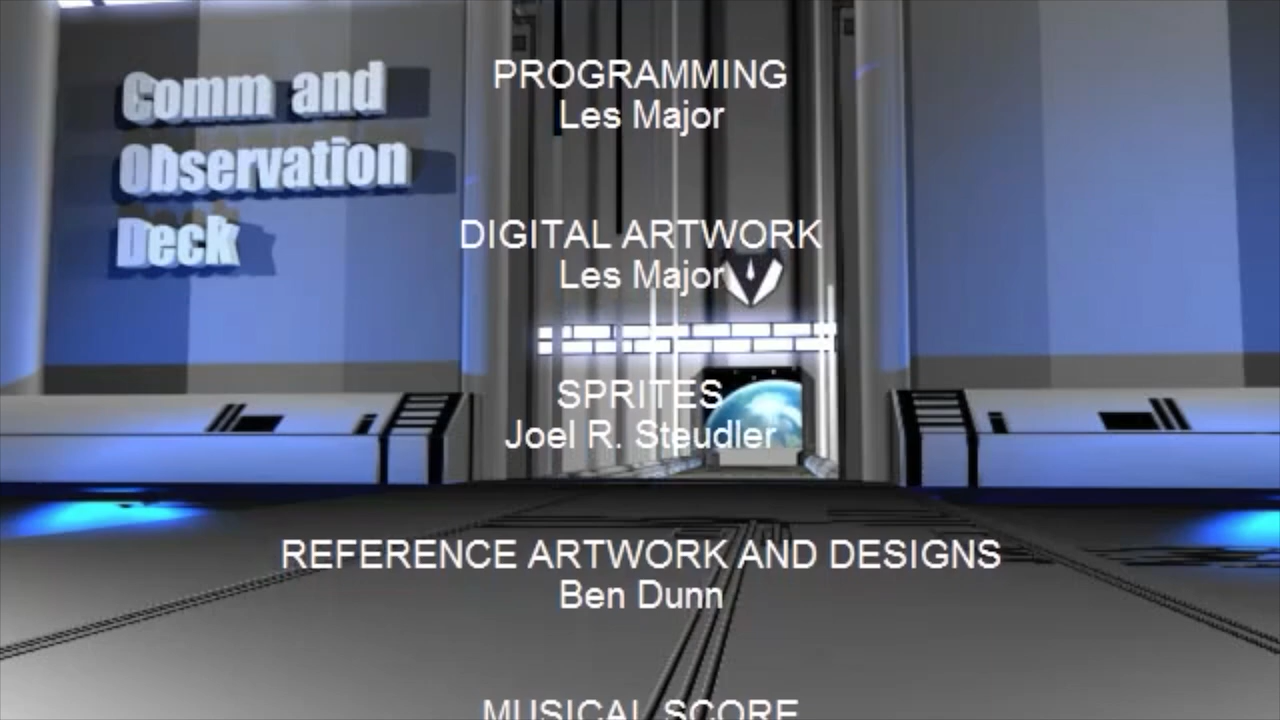 Comm and
Observation
Deck
PROGRAMMING
Les Major
DIGITAL ARTWORK
Les Major
SPRITES
Joel R. Steudler
REFERENCE ARTWORK AND DESIGNS
Ben Dunn
MUSICAL SCORE